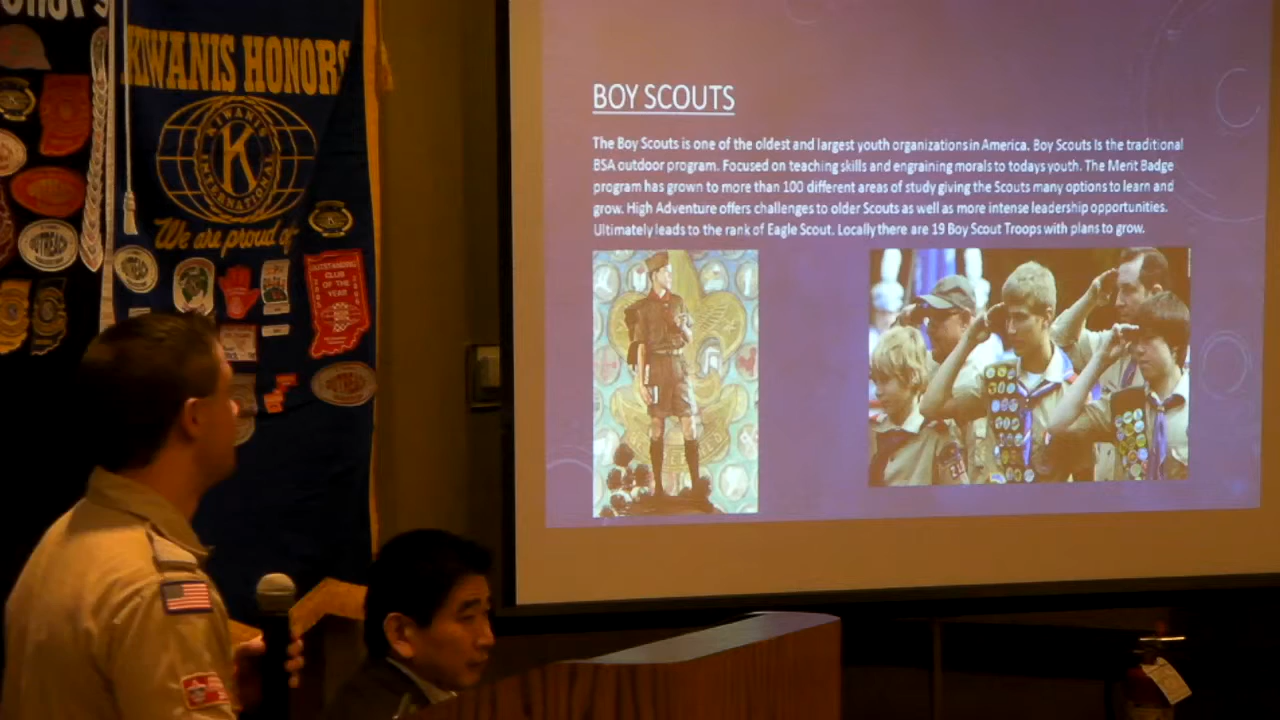 KIWANIS HONORS
KIWANIS
K
INTERNATIONAL
We are proud of
OUTREACH
OUTSTANDING
CLUB
OF THE
YEAR
BOY SCOUTS
The Boy Scouts is one of the oldest and largest youth organizations in America. Boy Scouts Is the traditional
BSA outdoor program. Focused on teaching skills and engraining morals to todays youth. The Merit Badge
program has grown to more than 100 different areas of study giving the Scouts many options to learn and
grow. High Adventure offers challenges to older Scouts as well as more intense leadership opportunities.
Ultimately leads to the rank of Eagle Scout. Locally there are 19 Boy Scout Troops with plans to grow.